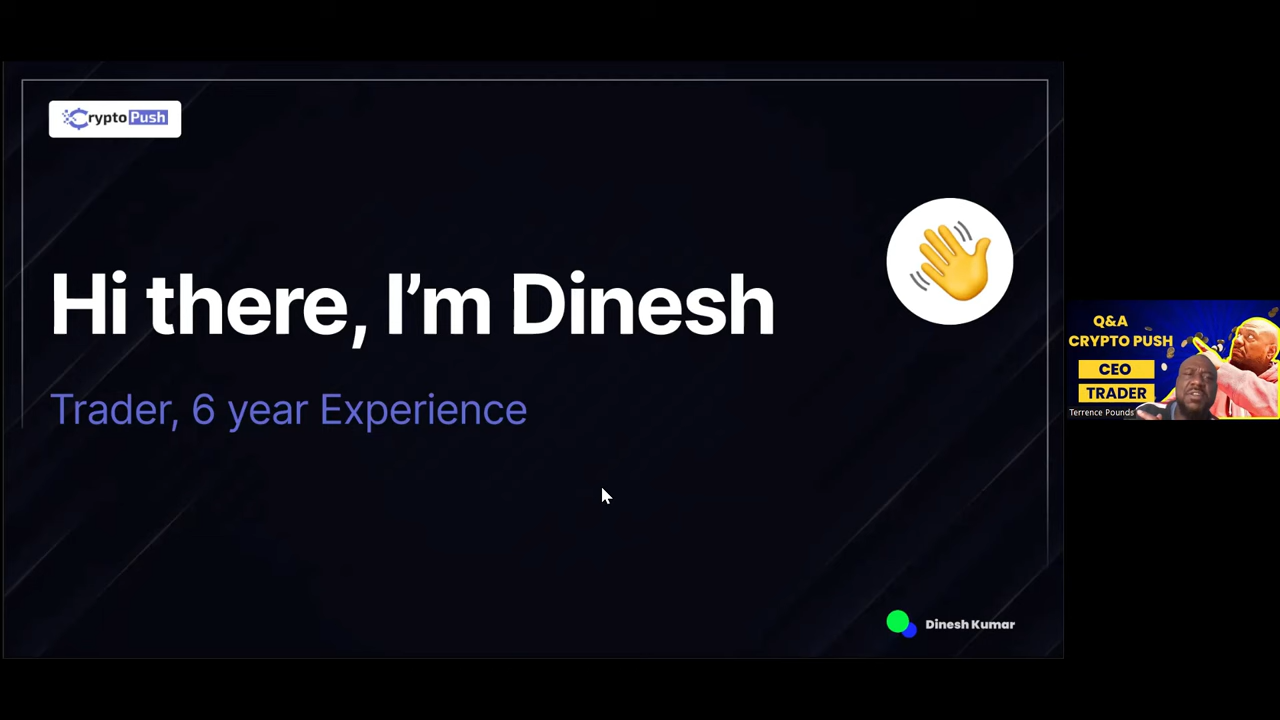 CryptoPush
Hi there, I’m Dinesh
Trader, 6 year Experience
Dinesh Kumar
Q&A
CRYPTO PUSH
CEO
TRADER
Terrence Pounds